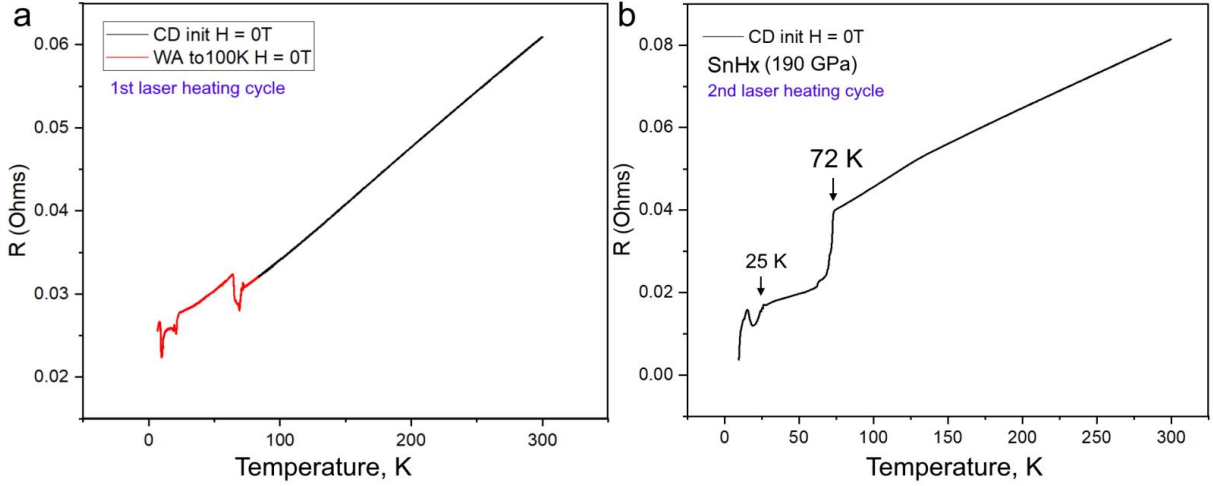 a
CD init H = 0T
WA to100K H = 0T
1st laser heating cycle
0.06
0.05
0.04
0.03
0.02
R (Ohms)
0
100
200
300
Temperature, K
b
CD init H = 0T
SnHx (190 GPa)
2nd laser heating cycle
72 K
25 K
0.08
0.06
0.04
0.02
0.00
R (Ohms)
0
50
100
150
200
250
300
Temperature, K